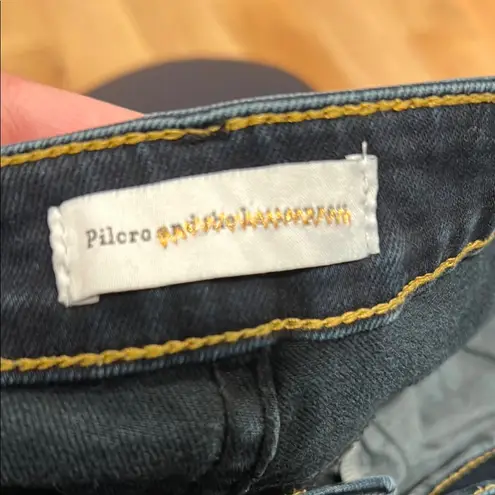 Pilcro and the Letterpress